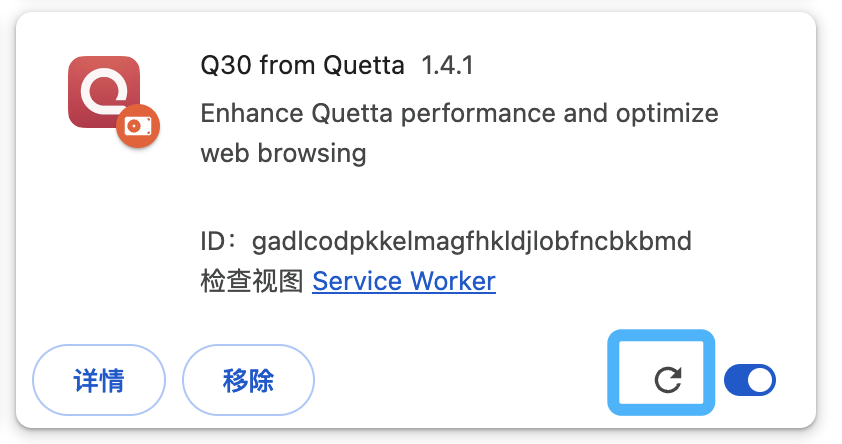 Q30 from Quetta 1.4.1
Enhance Quetta performance and optimize
web browsing
ID：gadlcodpkkelmagfhkldjlobfncbkbmd
检查视图 Service Worker
详情 移除